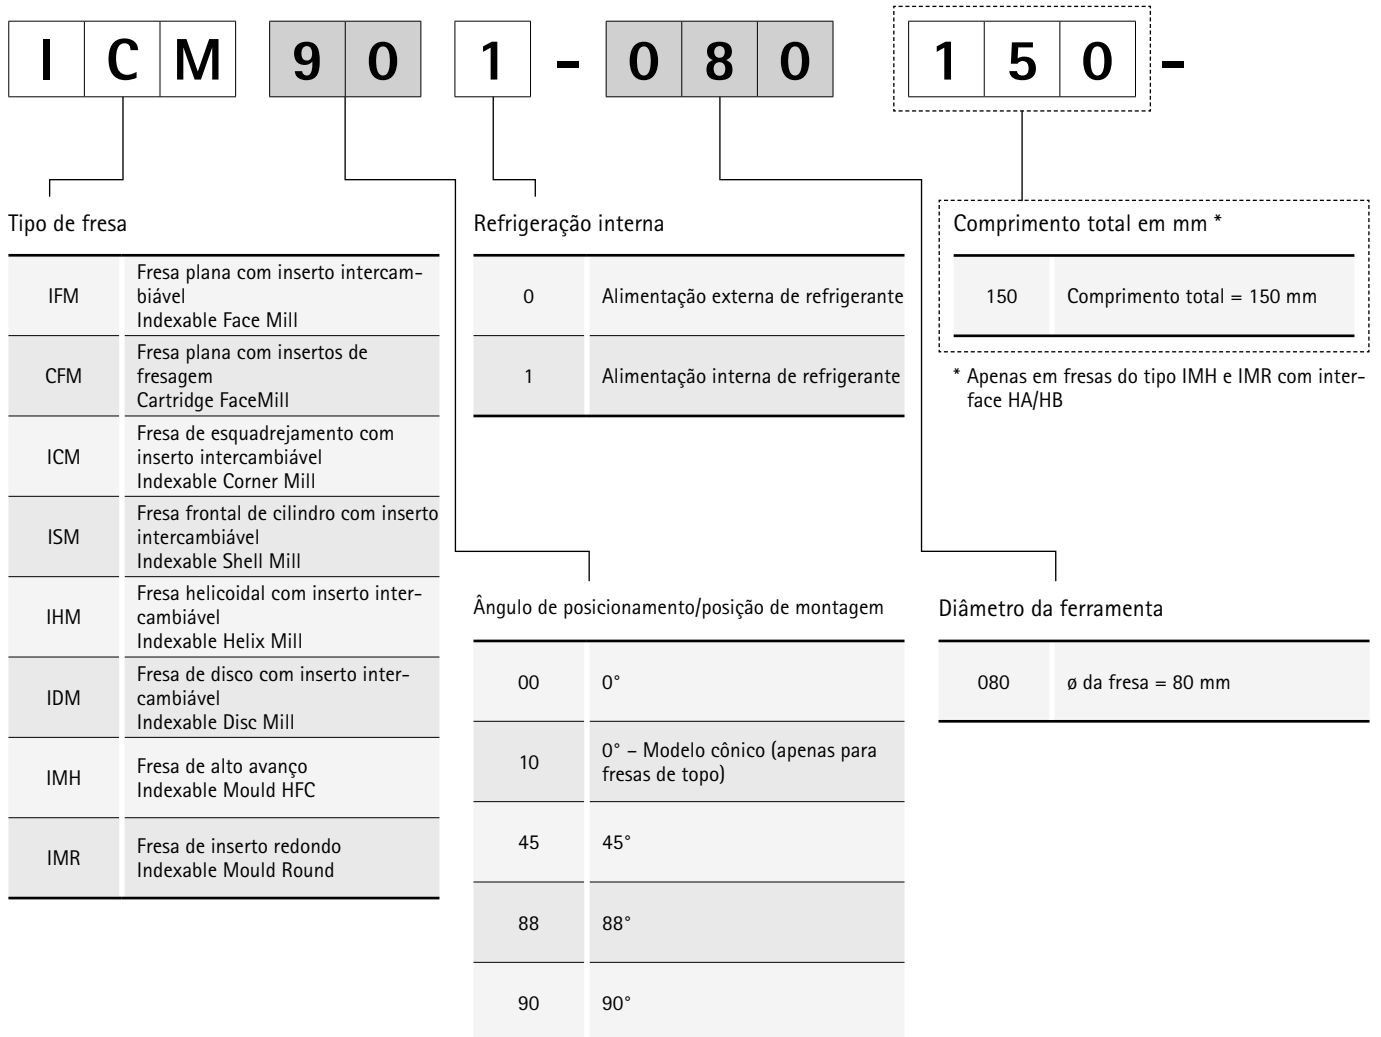 I C M 9 0 1 - 0 8 0 1 5 0 -
Tipo de fresa
IFM
Fresa plana com inserto intercam-
biável
Indexable Face Mill
CFM
Fresa plana com insertos de
fresagem
Cartridge FaceMill
ICM
Fresa de esquadrejamento com
inserto intercambiável
Indexable Corner Mill
ISM
Fresa frontal de cilindro com inserto
intercambiável
Indexable Shell Mill
IHM
Fresa helicoidal com inserto inter-
cambiável
Indexable Helix Mill
IDM
Fresa de disco com inserto inter-
cambiável
Indexable Disc Mill
IMH
Fresa de alto avanço
Indexable Mould HFC
IMR
Fresa de inserto redondo
Indexable Mould Round
Refrigeração interna
0 Alimentação externa de refrigerante
1 Alimentação interna de refrigerante
Comprimento total em mm *
150 Comprimento total = 150 mm
* Apenas em fresas do tipo IMH e IMR com inter-
face HA/HB
Ângulo de posicionamento/posição de montagem
00 0°
10
0° – Modelo cônico (apenas para
fresas de topo)
45 45°
88 88°
90 90°
Diâmetro da ferramenta
080 ø da fresa = 80 mm